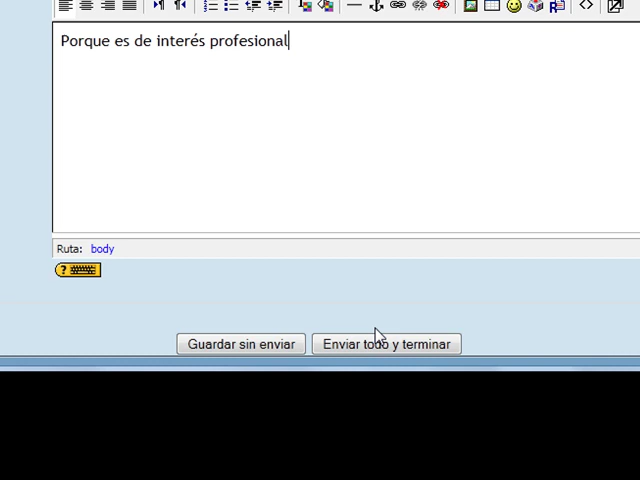 Porque es de interés profesional
Ruta: body
?
Guardar sin enviar Enviar todo y terminar